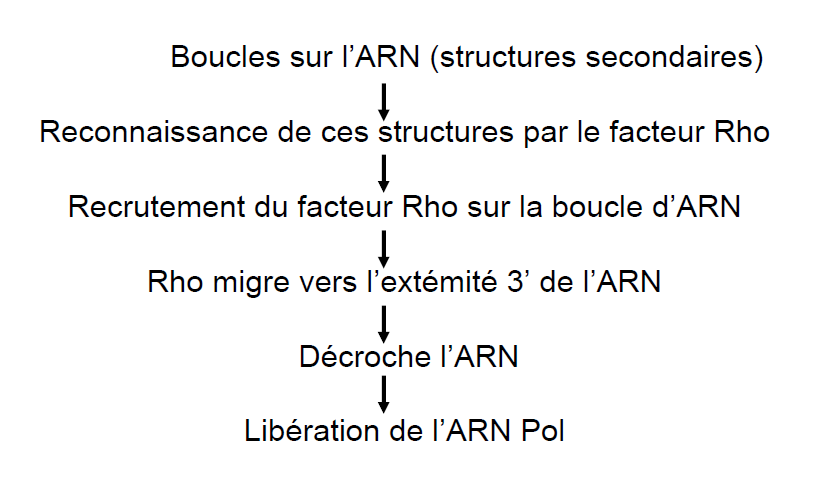 Boucles sur l’ARN (structures secondaires)
Reconnaissance de ces structures par le facteur Rho
Recrutement du facteur Rho sur la boucle d’ARN
Rho migre vers l’extémité 3’ de l’ARN
Décroche l’ARN
Libération de l’ARN Pol